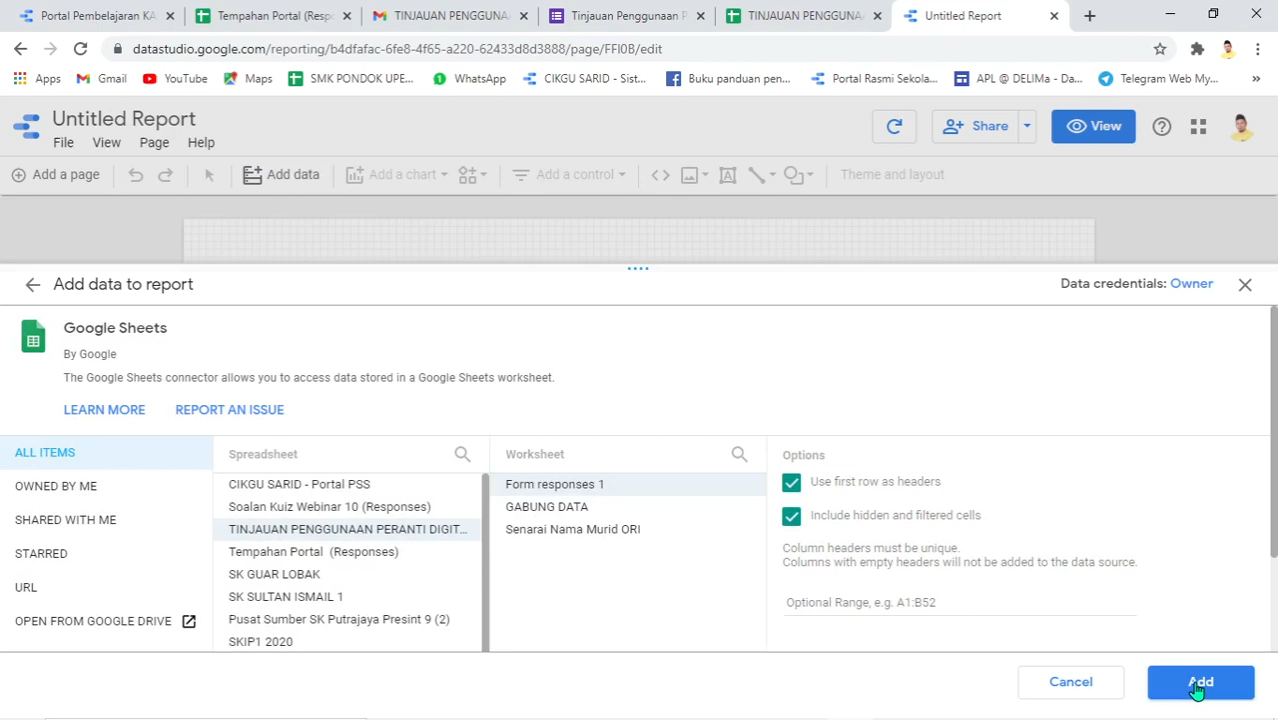 Portal Pembelajaran KA
Tempahan Portal (Resp
TINJAUAN PENGGUNA
Tinjauan Penggunaan P
TINJAUAN PENGGUNA
Untitled Report
datastudio.google.com/reporting/b4dfafac-6fe8-4f65-a220-62433d8d3888/page/FFI0B/edit
Apps
Gmail
YouTube
Maps
SMK PONDOK UPE...
WhatsApp
CIKGU SARID - Sist...
Buku panduan pen...
Portal Rasmi Sekola...
APL @ DELIMa - Da...
Telegram Web My...
Untitled Report
File View Page Help
Share
View
Add a page
Add data
Add a chart
Add a control
Theme and layout
Add data to report
Data credentials: Owner
Google Sheets
By Google
The Google Sheets connector allows you to access data stored in a Google Sheets worksheet.
LEARN MORE
REPORT AN ISSUE
ALL ITEMS
OWNED BY ME
SHARED WITH ME
STARRED
URL
OPEN FROM GOOGLE DRIVE
Spreadsheet
CIKGU SARID - Portal PSS
Soalan Kuiz Webinar 10 (Responses)
TINJAUAN PENGGUNAAN PERANTI DIGIT...
Tempahan Portal (Responses)
SK GUAR LOBAK
SK SULTAN ISMAIL 1
Pusat Sumber SK Putrajaya Presint 9 (2)
SKIP1 2020
Worksheet
Form responses 1
GABUNG DATA
Senarai Nama Murid ORI
Options
Use first row as headers
Include hidden and filtered cells
Column headers must be unique.
Columns with empty headers will not be added to the data source.
Optional Range, e.g. A1:B52
Cancel
Add